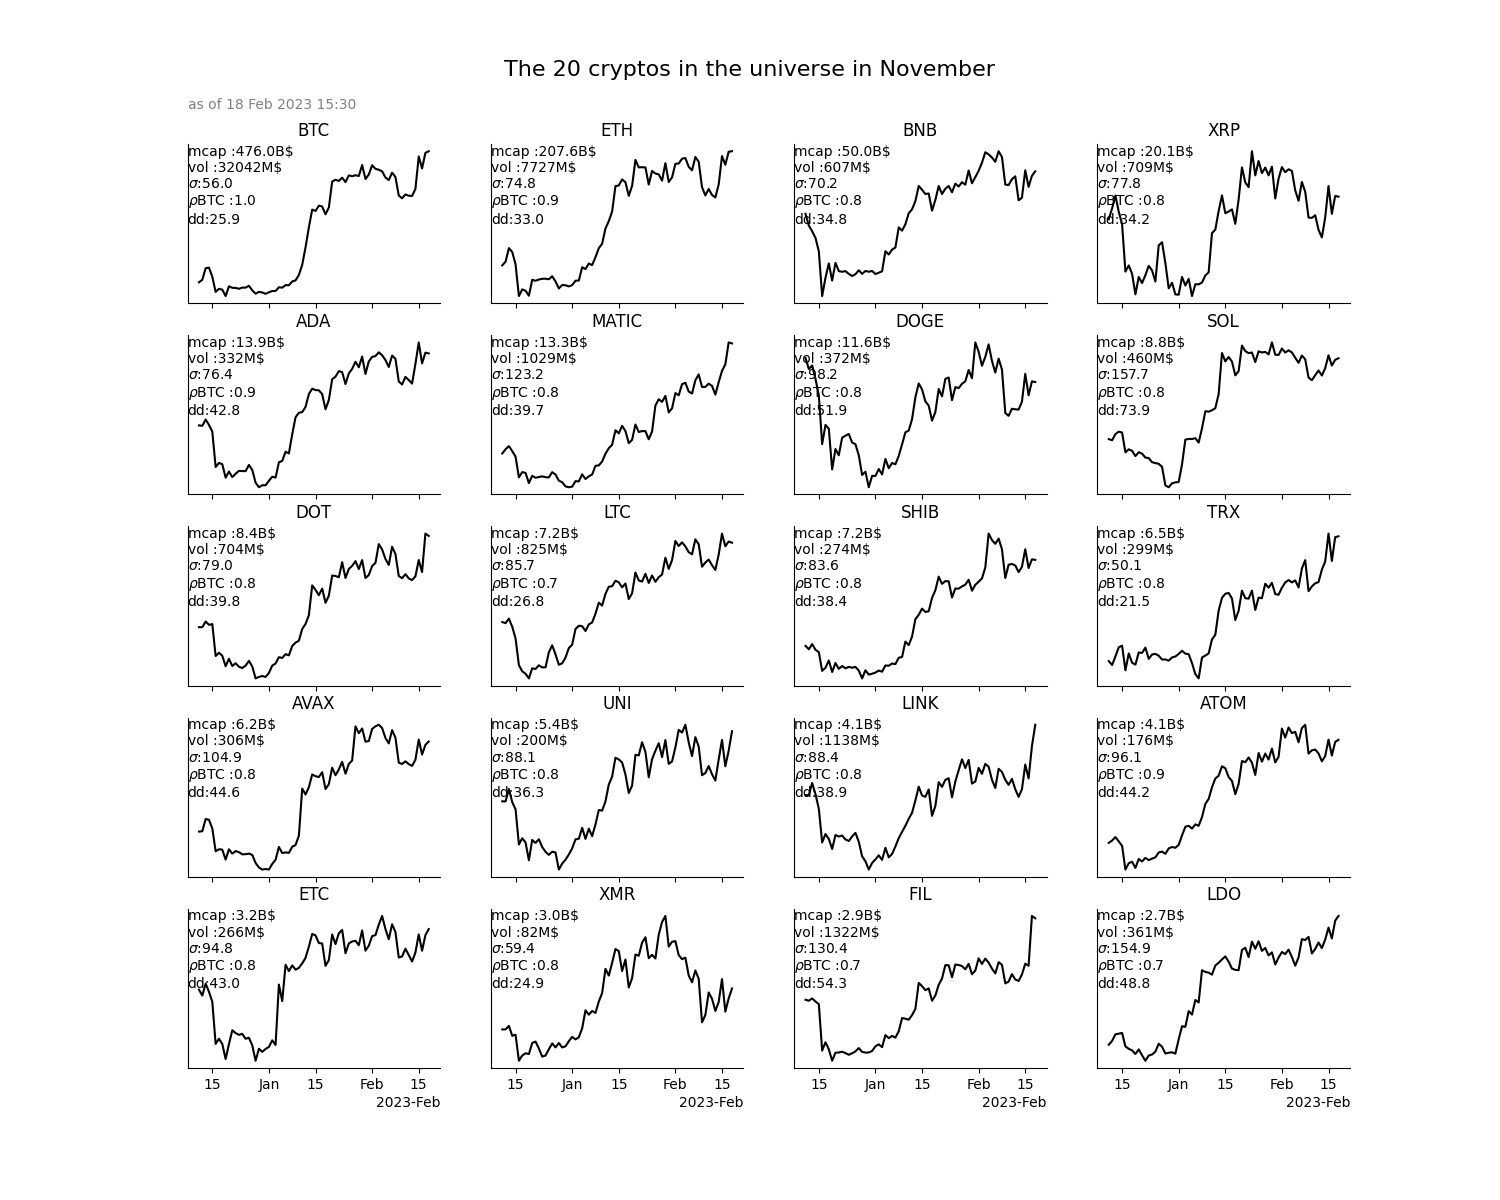 The 20 cryptos in the universe in November
as of 18 Feb 2023 15:30
BTC
mcap :476.0B$
vol :32042M$
σ:56.0
ρBTC :1.0
dd:25.9
ETH
mcap :207.6B$
vol :7727M$
σ:74.8
ρBTC :0.9
dd:33.0
BNB
mcap :50.0B$
vol :607M$
σ:70.2
ρBTC :0.8
dd:34.8
XRP
mcap :20.1B$
vol :709M$
σ:77.8
ρBTC :0.8
dd:34.2
ADA
mcap :13.9B$
vol :332M$
σ:76.4
ρBTC :0.9
dd:42.8
MATIC
mcap :13.3B$
vol :1029M$
σ:123.2
ρBTC :0.8
dd:39.7
DOGE
mcap :11.6B$
vol :372M$
σ:98.2
ρBTC :0.8
dd:51.9
SOL
mcap :8.8B$
vol :460M$
σ:157.7
ρBTC :0.8
dd:73.9
DOT
mcap :8.4B$
vol :704M$
σ:79.0
ρBTC :0.8
dd:39.8
LTC
mcap :7.2B$
vol :825M$
σ:85.7
ρBTC :0.7
dd:26.8
SHIB
mcap :7.2B$
vol :274M$
σ:83.6
ρBTC :0.8
dd:38.4
TRX
mcap :6.5B$
vol :299M$
σ:50.1
ρBTC :0.8
dd:21.5
AVAX
mcap :6.2B$
vol :306M$
σ:104.9
ρBTC :0.8
dd:44.6
UNI
mcap :5.4B$
vol :200M$
σ:88.1
ρBTC :0.8
dd:36.3
LINK
mcap :4.1B$
vol :1138M$
σ:88.4
ρBTC :0.8
dd:38.9
ATOM
mcap :4.1B$
vol :176M$
σ:96.1
ρBTC :0.9
dd:44.2
ETC
mcap :3.2B$
vol :266M$
σ:94.8
ρBTC :0.8
dd:43.0
15 Jan 15 Feb 15
2023-Feb
XMR
mcap :3.0B$
vol :82M$
σ:59.4
ρBTC :0.8
dd:24.9
15 Jan 15 Feb 15
2023-Feb
FIL
mcap :2.9B$
vol :1322M$
σ:130.4
ρBTC :0.7
dd:54.3
15 Jan 15 Feb 15
2023-Feb
LDO
mcap :2.7B$
vol :361M$
σ:154.9
ρBTC :0.7
dd:48.8
15 Jan 15 Feb 15
2023-Feb